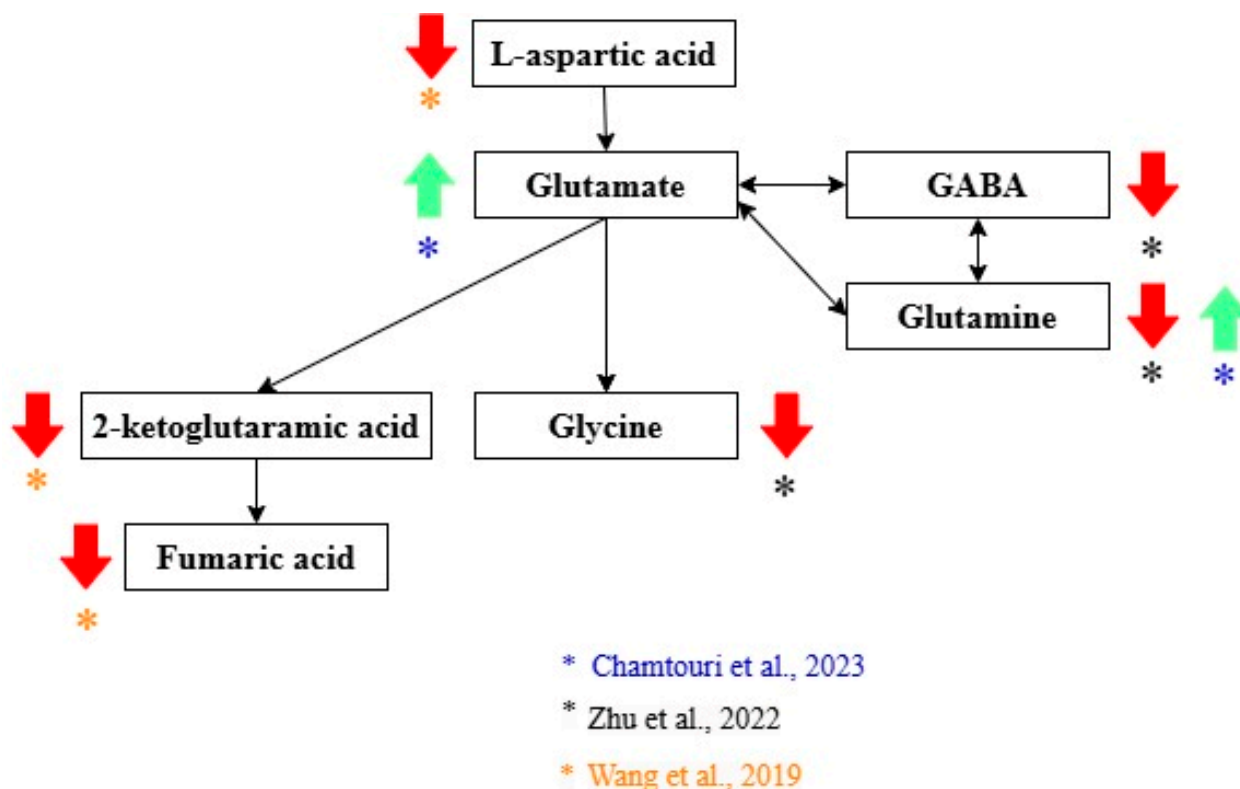 L-aspartic acid
*
Glutamate
GABA
*
*
Glutamine
*
*
2-ketoglutaramic acid
Glycine
*
*
Fumaric acid
*
* Chamtouri et al., 2023
* Zhu et al., 2022
* Wang et al., 2019